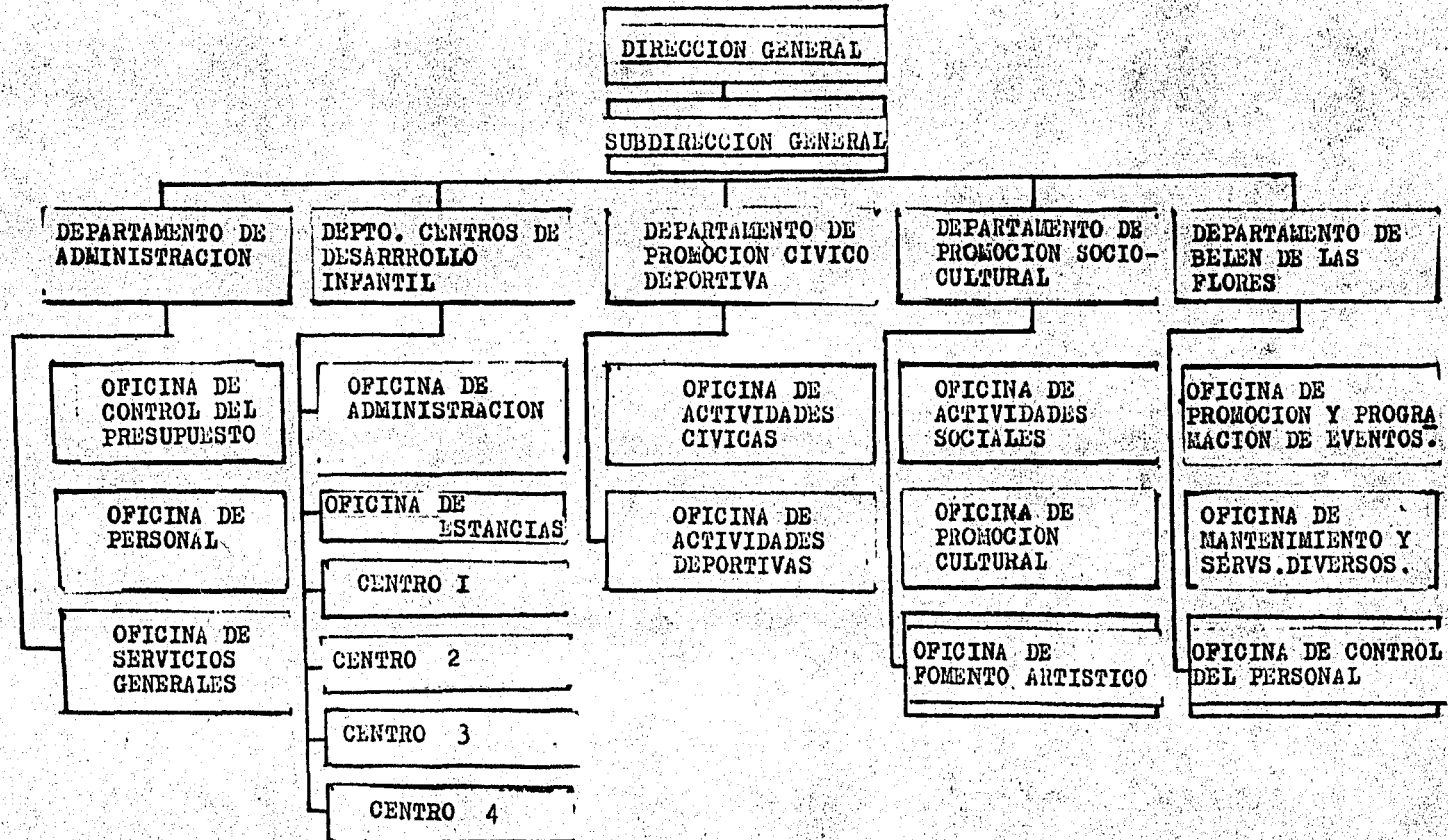 DIRECCION GENERAL
SUBDIRECCION GENERAL
DEPARTAMENTO DE
ADMINISTRACION
DEPTO. CENTROS DE
DESARRROLLO
INFANTIL
DEPARTAMENTO DE
PROMOCION CIVICO
DEPORTIVA
DEPARTAMENTO DE
PROMOCION SOCIO-
CULTURAL
DEPARTAMENTO DE
BELEN DE LAS
FLORES
OFICINA DE
CONTROL DEL
PRESUPUESTO
OFICINA DE
PERSONAL
OFICINA DE
SERVICIOS
GENERALES
OFICINA DE
ADMINISTRACION
OFICINA DE
ESTANCIAS
CENTRO I
CENTRO 2
CENTRO 3
CENTRO 4
OFICINA DE
ACTIVIDADES
CIVICAS
OFICINA DE
ACTIVIDADES
DEPORTIVAS
OFICINA DE
ACTIVIDADES
SOCIALES
OFICINA DE
PROMOCION
CULTURAL
OFICINA DE
FOMENTO ARTISTICO
OFICINA DE
PROMOCION Y PROGRA
MACION DE EVENTOS.
OFICINA DE
MANTENIMIENTO Y
SERVS.DIVERSOS.
OFICINA DE CONTROL
DEL PERSONAL